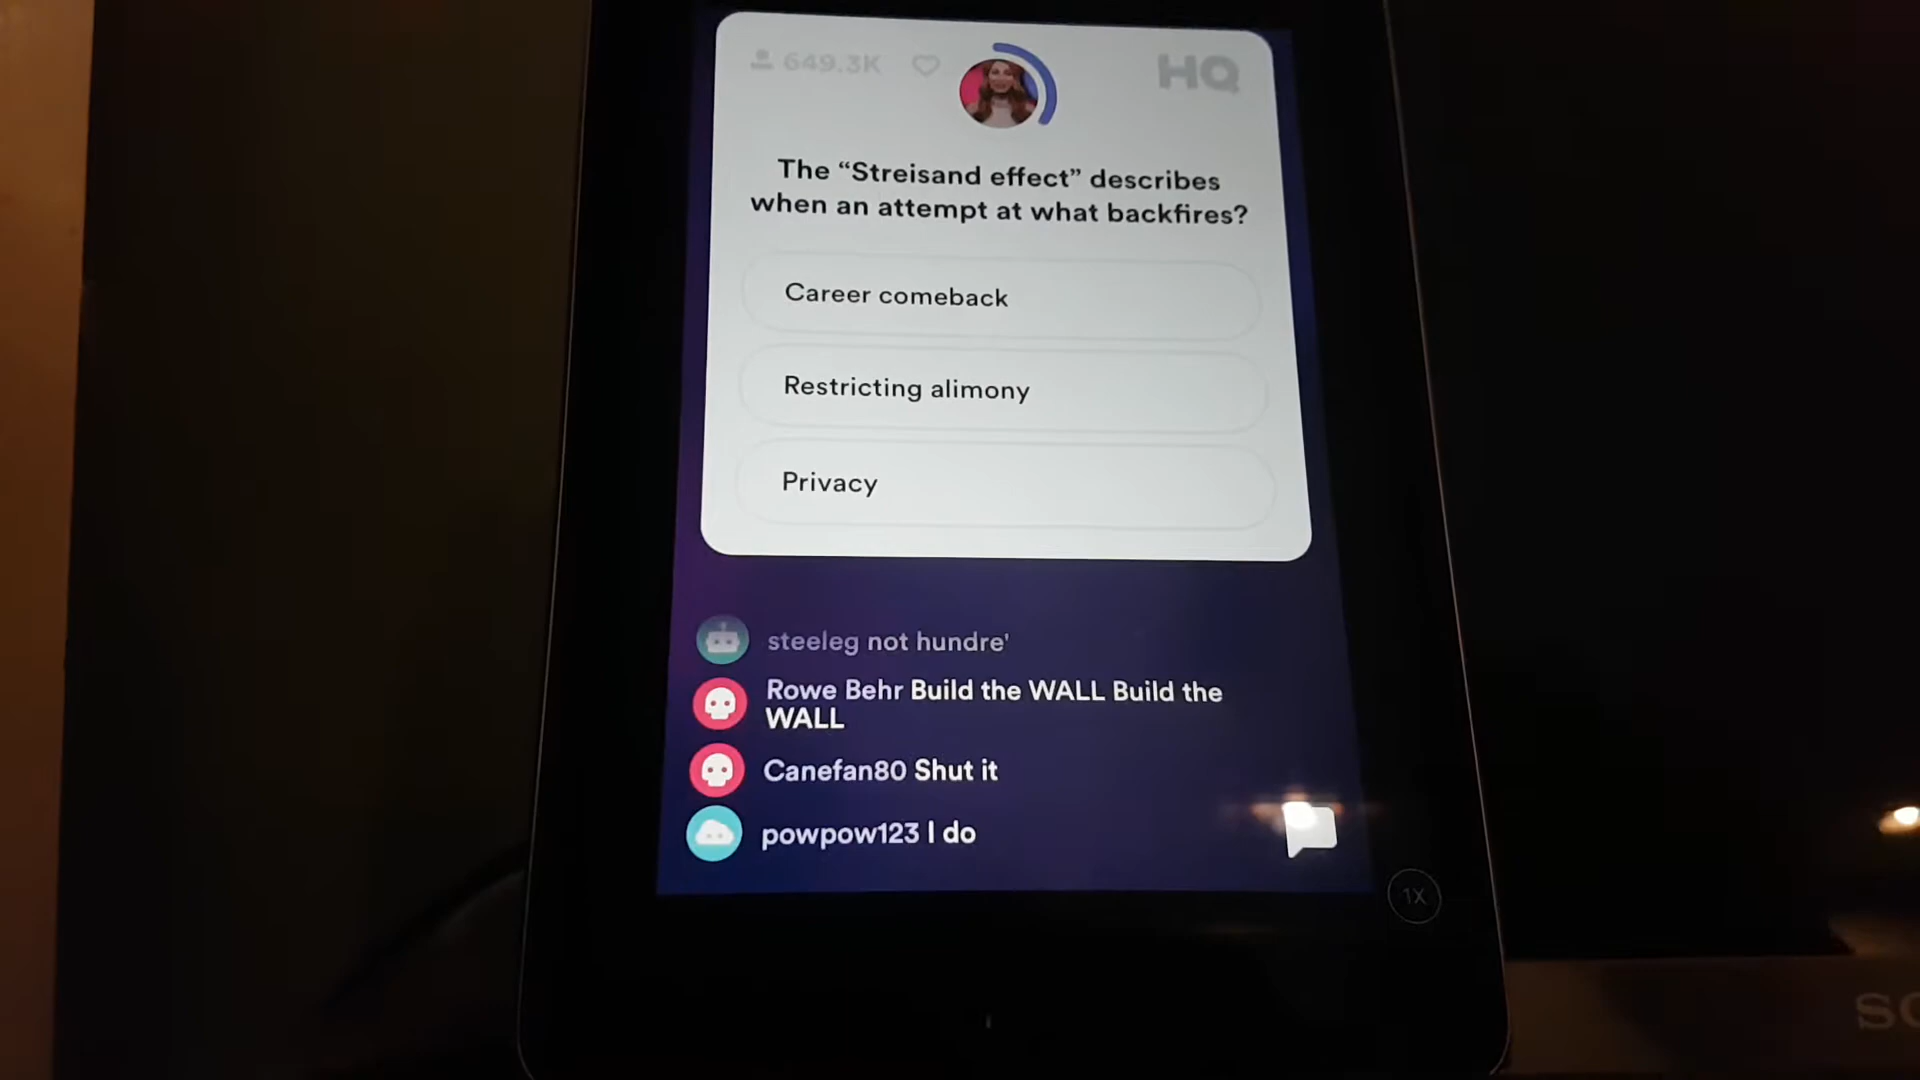 649.3K
HQ
The “Streisand effect” describes
when an attempt at what backfires?
Career comeback
Restricting alimony
Privacy
steeleg not hundre'
Rowe Behr Build the WALL Build the
WALL
Canefan80 Shut it
powpow123 I do
1X